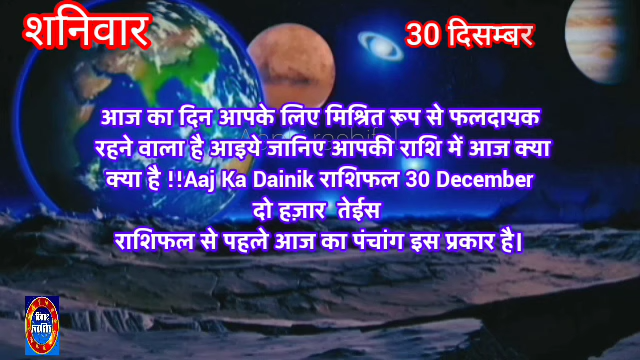 शनिवार
30 दिसम्बर
आज का दिन आपके लिए मिश्रित रूप से फलदायक
रहने वाला है आइये जानिए आपकी राशि में आज क्या
क्या है !!Aaj Ka Dainik राशिफल 30 December
दो हज़ार तेईस
राशिफल से पहले आज का पंचांग इस प्रकार है।